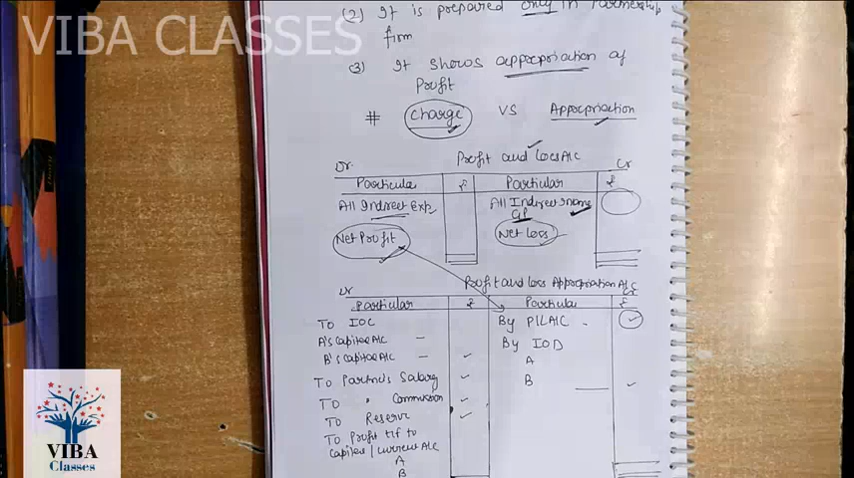 VIBA CLASSES
(2) It is prepared only in Partnership
firm
(3) It shows appropriation of
Profit
# Charge vs Appropriation
Profit and Loss A/C
Dr. Cr
Particular ₹ Particular ₹
All Indirect Exp All Indirect Income
GP
Net Profit Net Loss
Profit and Loss Appropriation A/C
Dr Cr
Particular ₹ Particular ₹
To IOC By P/L A/C
A's Capital A/C By IOD
B's Capital A/C A
To Partner's Salary B
To " Commission
To Reserve
To Profit t/f to
Capital / Current A/C
A
B
VIBA
Classes